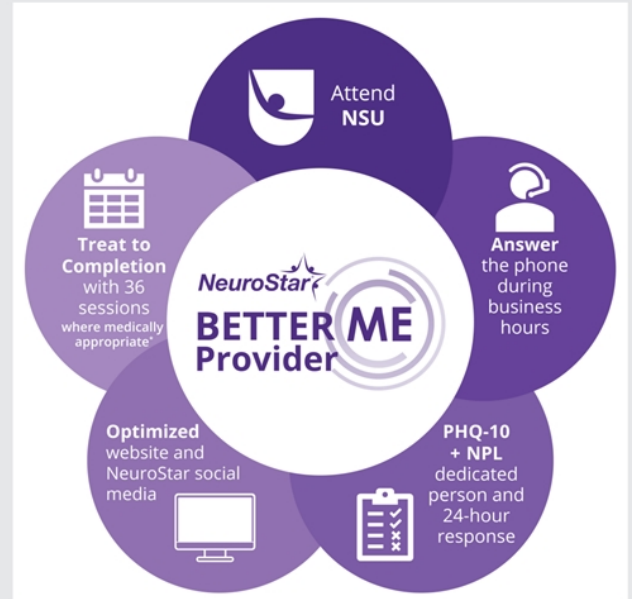 Attend
NSU
Answer
the phone
during
business
hours
PHQ-10
+ NPL
dedicated
person and
24-hour
response
Optimized
website and
NeuroStar social
media
Treat to
Completion
with 36
sessions
where medically
appropriate*
NeuroStar
BETTER ME
Provider